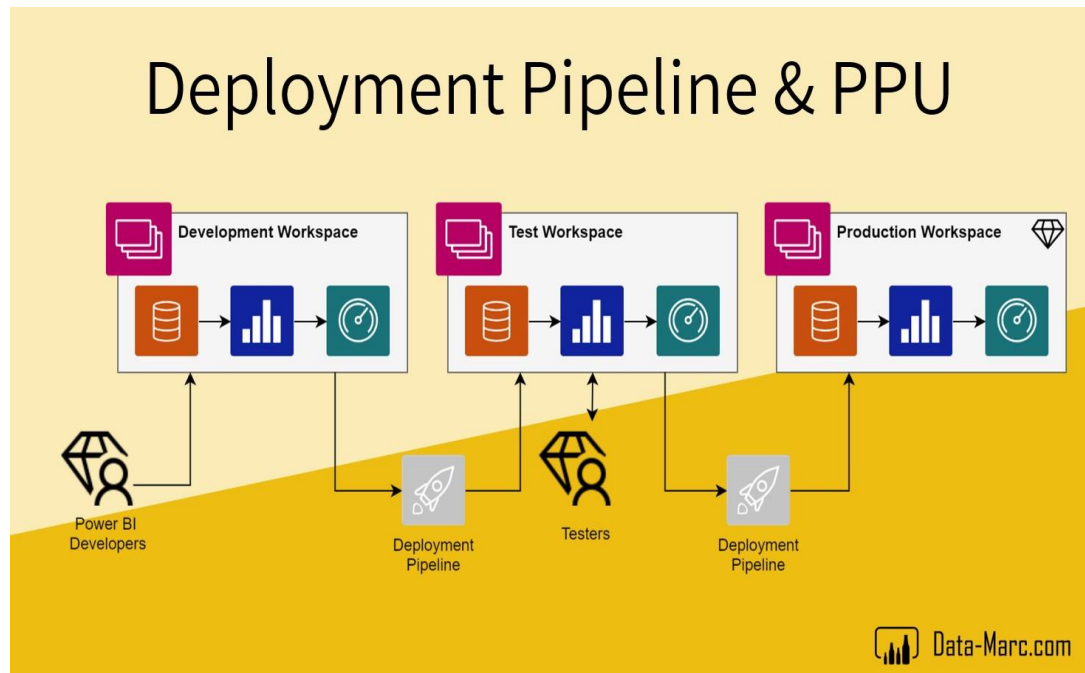 Deployment Pipeline & PPU
Development Workspace
Test Workspace
Production Workspace
Power BI
Developers
Deployment
Pipeline
Testers
Deployment
Pipeline
Data-Marc.com